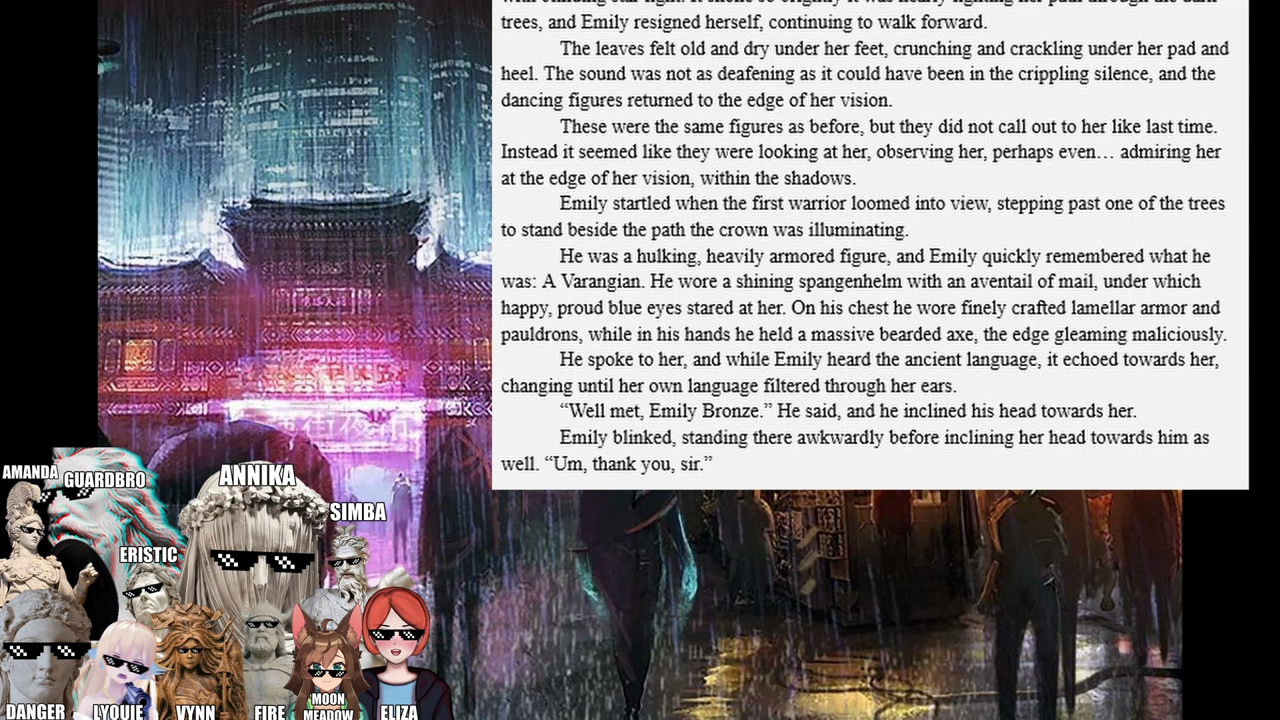 trees, and Emily resigned herself, continuing to walk forward.
The leaves felt old and dry under her feet, crunching and crackling under her pad and
heel. The sound was not as deafening as it could have been in the crippling silence, and the
dancing figures returned to the edge of her vision.
These were the same figures as before, but they did not call out to her like last time.
Instead it seemed like they were looking at her, observing her, perhaps even… admiring her
at the edge of her vision, within the shadows.
Emily startled when the first warrior loomed into view, stepping past one of the trees
to stand beside the path the crown was illuminating.
He was a hulking, heavily armored figure, and Emily quickly remembered what he
was: A Varangian. He wore a shining spangenhelm with an aventail of mail, under which
happy, proud blue eyes stared at her. On his chest he wore finely crafted lamellar armor and
pauldrons, while in his hands he held a massive bearded axe, the edge gleaming maliciously.
He spoke to her, and while Emily heard the ancient language, it echoed towards her,
changing until her own language filtered through her ears.
“Well met, Emily Bronze.” He said, and he inclined his head towards her.
Emily blinked, standing there awkwardly before inclining her head towards him as
well. “Um, thank you, sir.”
AMANDA
GUARDBRO
ANNIKA
SIMBA
ERISTIC
DANGER
LYQUIE
VYNN
FIRE
MOON
MEADOW
ELIZA